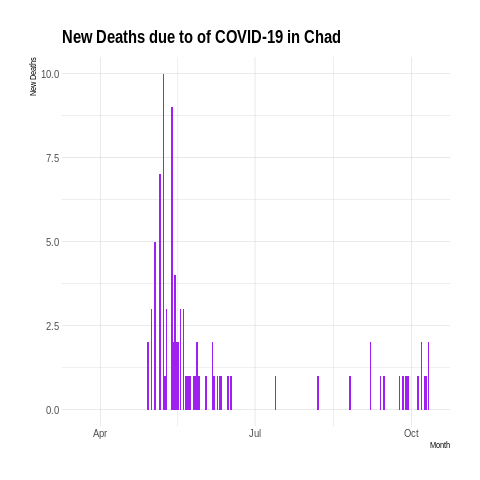 New Deaths due to of COVID-19 in Chad
New Deaths
10.0
7.5
5.0
2.5
0.0
Apr
Jul
Oct
Month